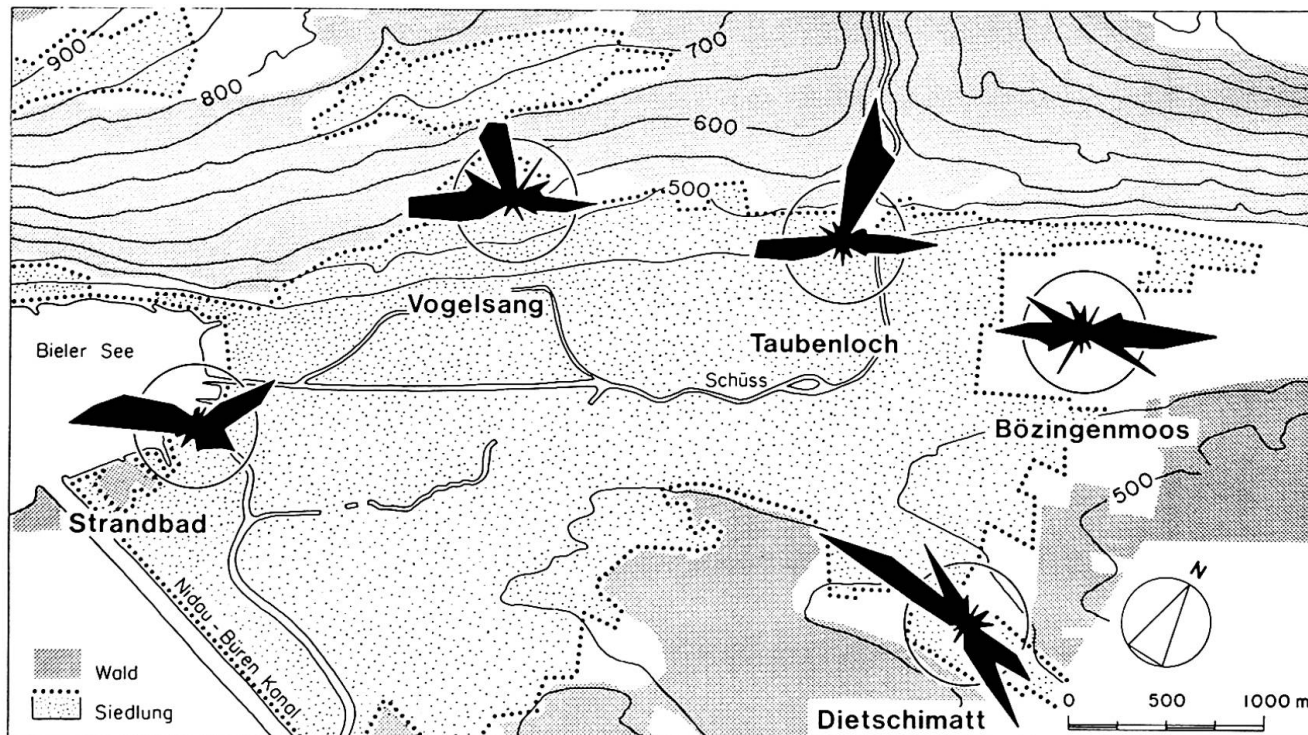 900
800
700
600
500
Vogelsang
Taubenloch
Bieler See
Schüss
Bözingenmoos
500
Strandbad
Nidau - Büren Kanal
N
Wald
Siedlung
Dietschimatt
0 500 1000 m